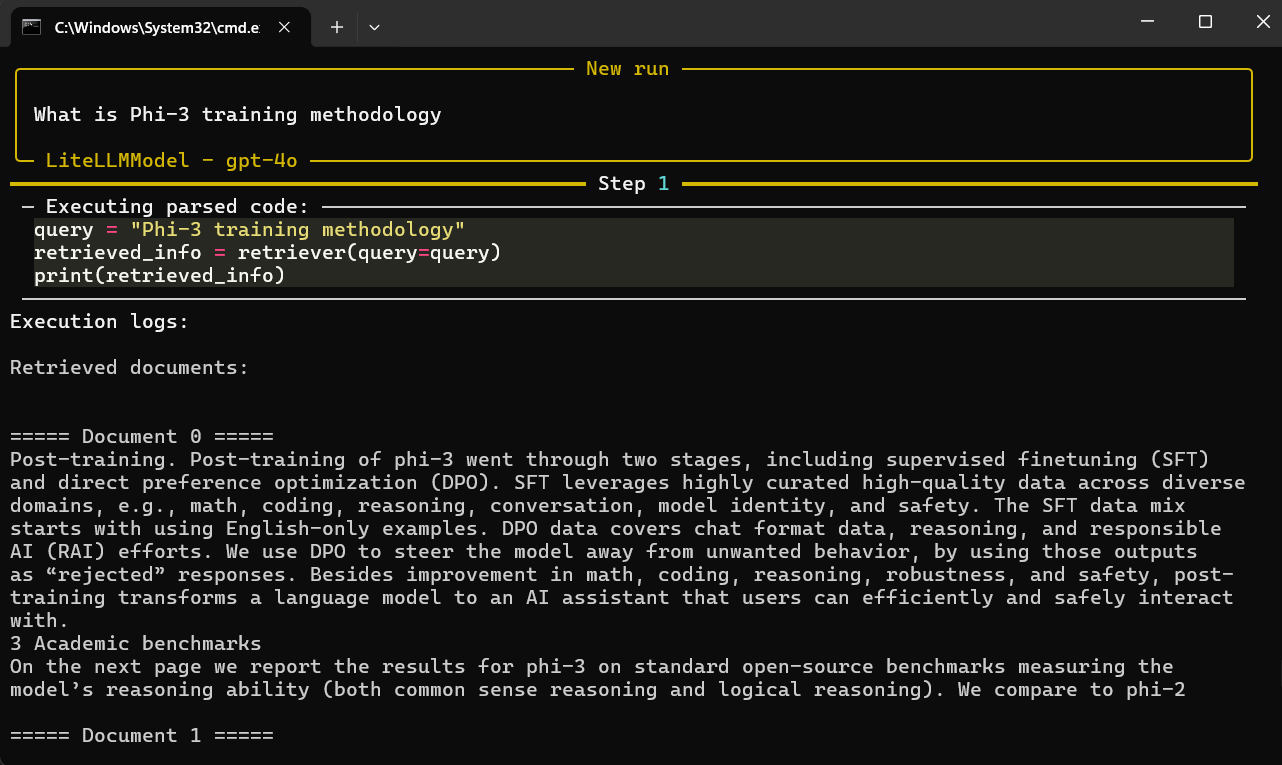 C:\Windows\System32\cmd.e
New run
What is Phi-3 training methodology
LiteLLMModel - gpt-4o
Step 1
Executing parsed code:
query = "Phi-3 training methodology"
retrieved_info = retriever(query=query)
print(retrieved_info)
Execution logs:
Retrieved documents:
===== Document 0 =====
Post-training. Post-training of phi-3 went through two stages, including supervised finetuning (SFT)
and direct preference optimization (DPO). SFT leverages highly curated high-quality data across diverse
domains, e.g., math, coding, reasoning, conversation, model identity, and safety. The SFT data mix
starts with using English-only examples. DPO data covers chat format data, reasoning, and responsible
AI (RAI) efforts. We use DPO to steer the model away from unwanted behavior, by using those outputs
as “rejected” responses. Besides improvement in math, coding, reasoning, robustness, and safety, post-
training transforms a language model to an AI assistant that users can efficiently and safely interact
with.
3 Academic benchmarks
On the next page we report the results for phi-3 on standard open-source benchmarks measuring the
model’s reasoning ability (both common sense reasoning and logical reasoning). We compare to phi-2
===== Document 1 =====